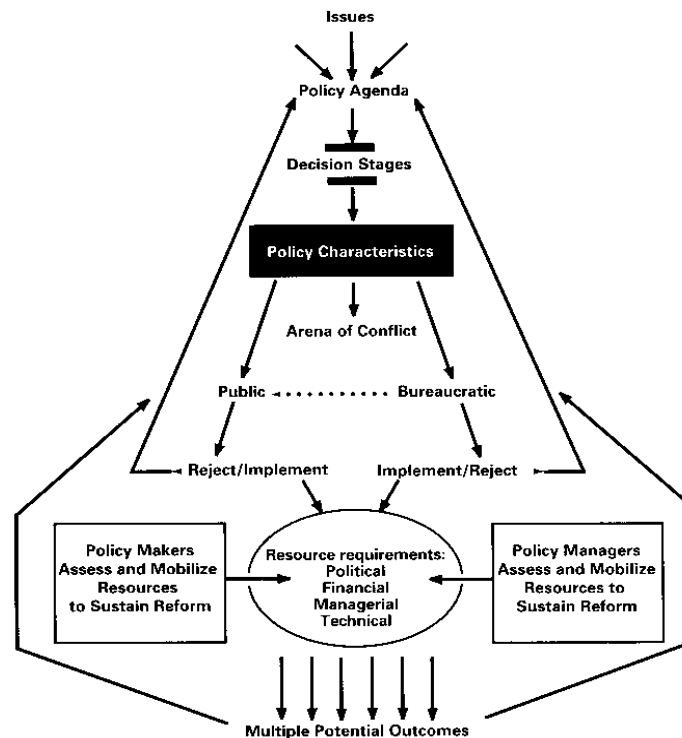 Issues
Policy Agenda
Decision Stages
Policy Characteristics
Arena of Conflict
Public
Bureaucratic
Reject/Implement
Implement/Reject
Policy Makers
Assess and Mobilize
Resources
to Sustain Reform
Resource requirements:
Political
Financial
Managerial
Technical
Policy Managers
Assess and Mobilize
Resources to
Sustain Reform
Multiple Potential Outcomes